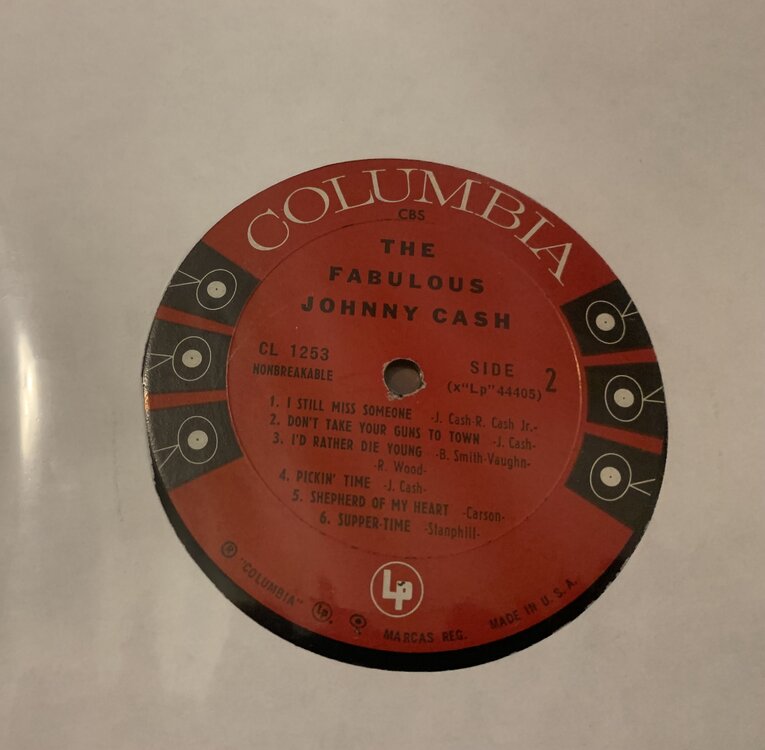 COLUMBIA
CBS
THE
FABULOUS
JOHNNY CASH
CL 1253
NONBREAKABLE
SIDE 2
(x"Lp"44405)
1. I STILL MISS SOMEONE -J. Cash-R. Cash Jr.-
2. DON'T TAKE YOUR GUNS TO TOWN -J. Cash-
3. I'D RATHER DIE YOUNG -B. Smith-Vaughn-
-R. Wood-
4. PICKIN' TIME -J. Cash-
5. SHEPHERD OF MY HEART -Carson-
6. SUPPER-TIME -Stanphill-
Lp
® "COLUMBIA" Lp, MARCAS REG. MADE IN U. S. A.